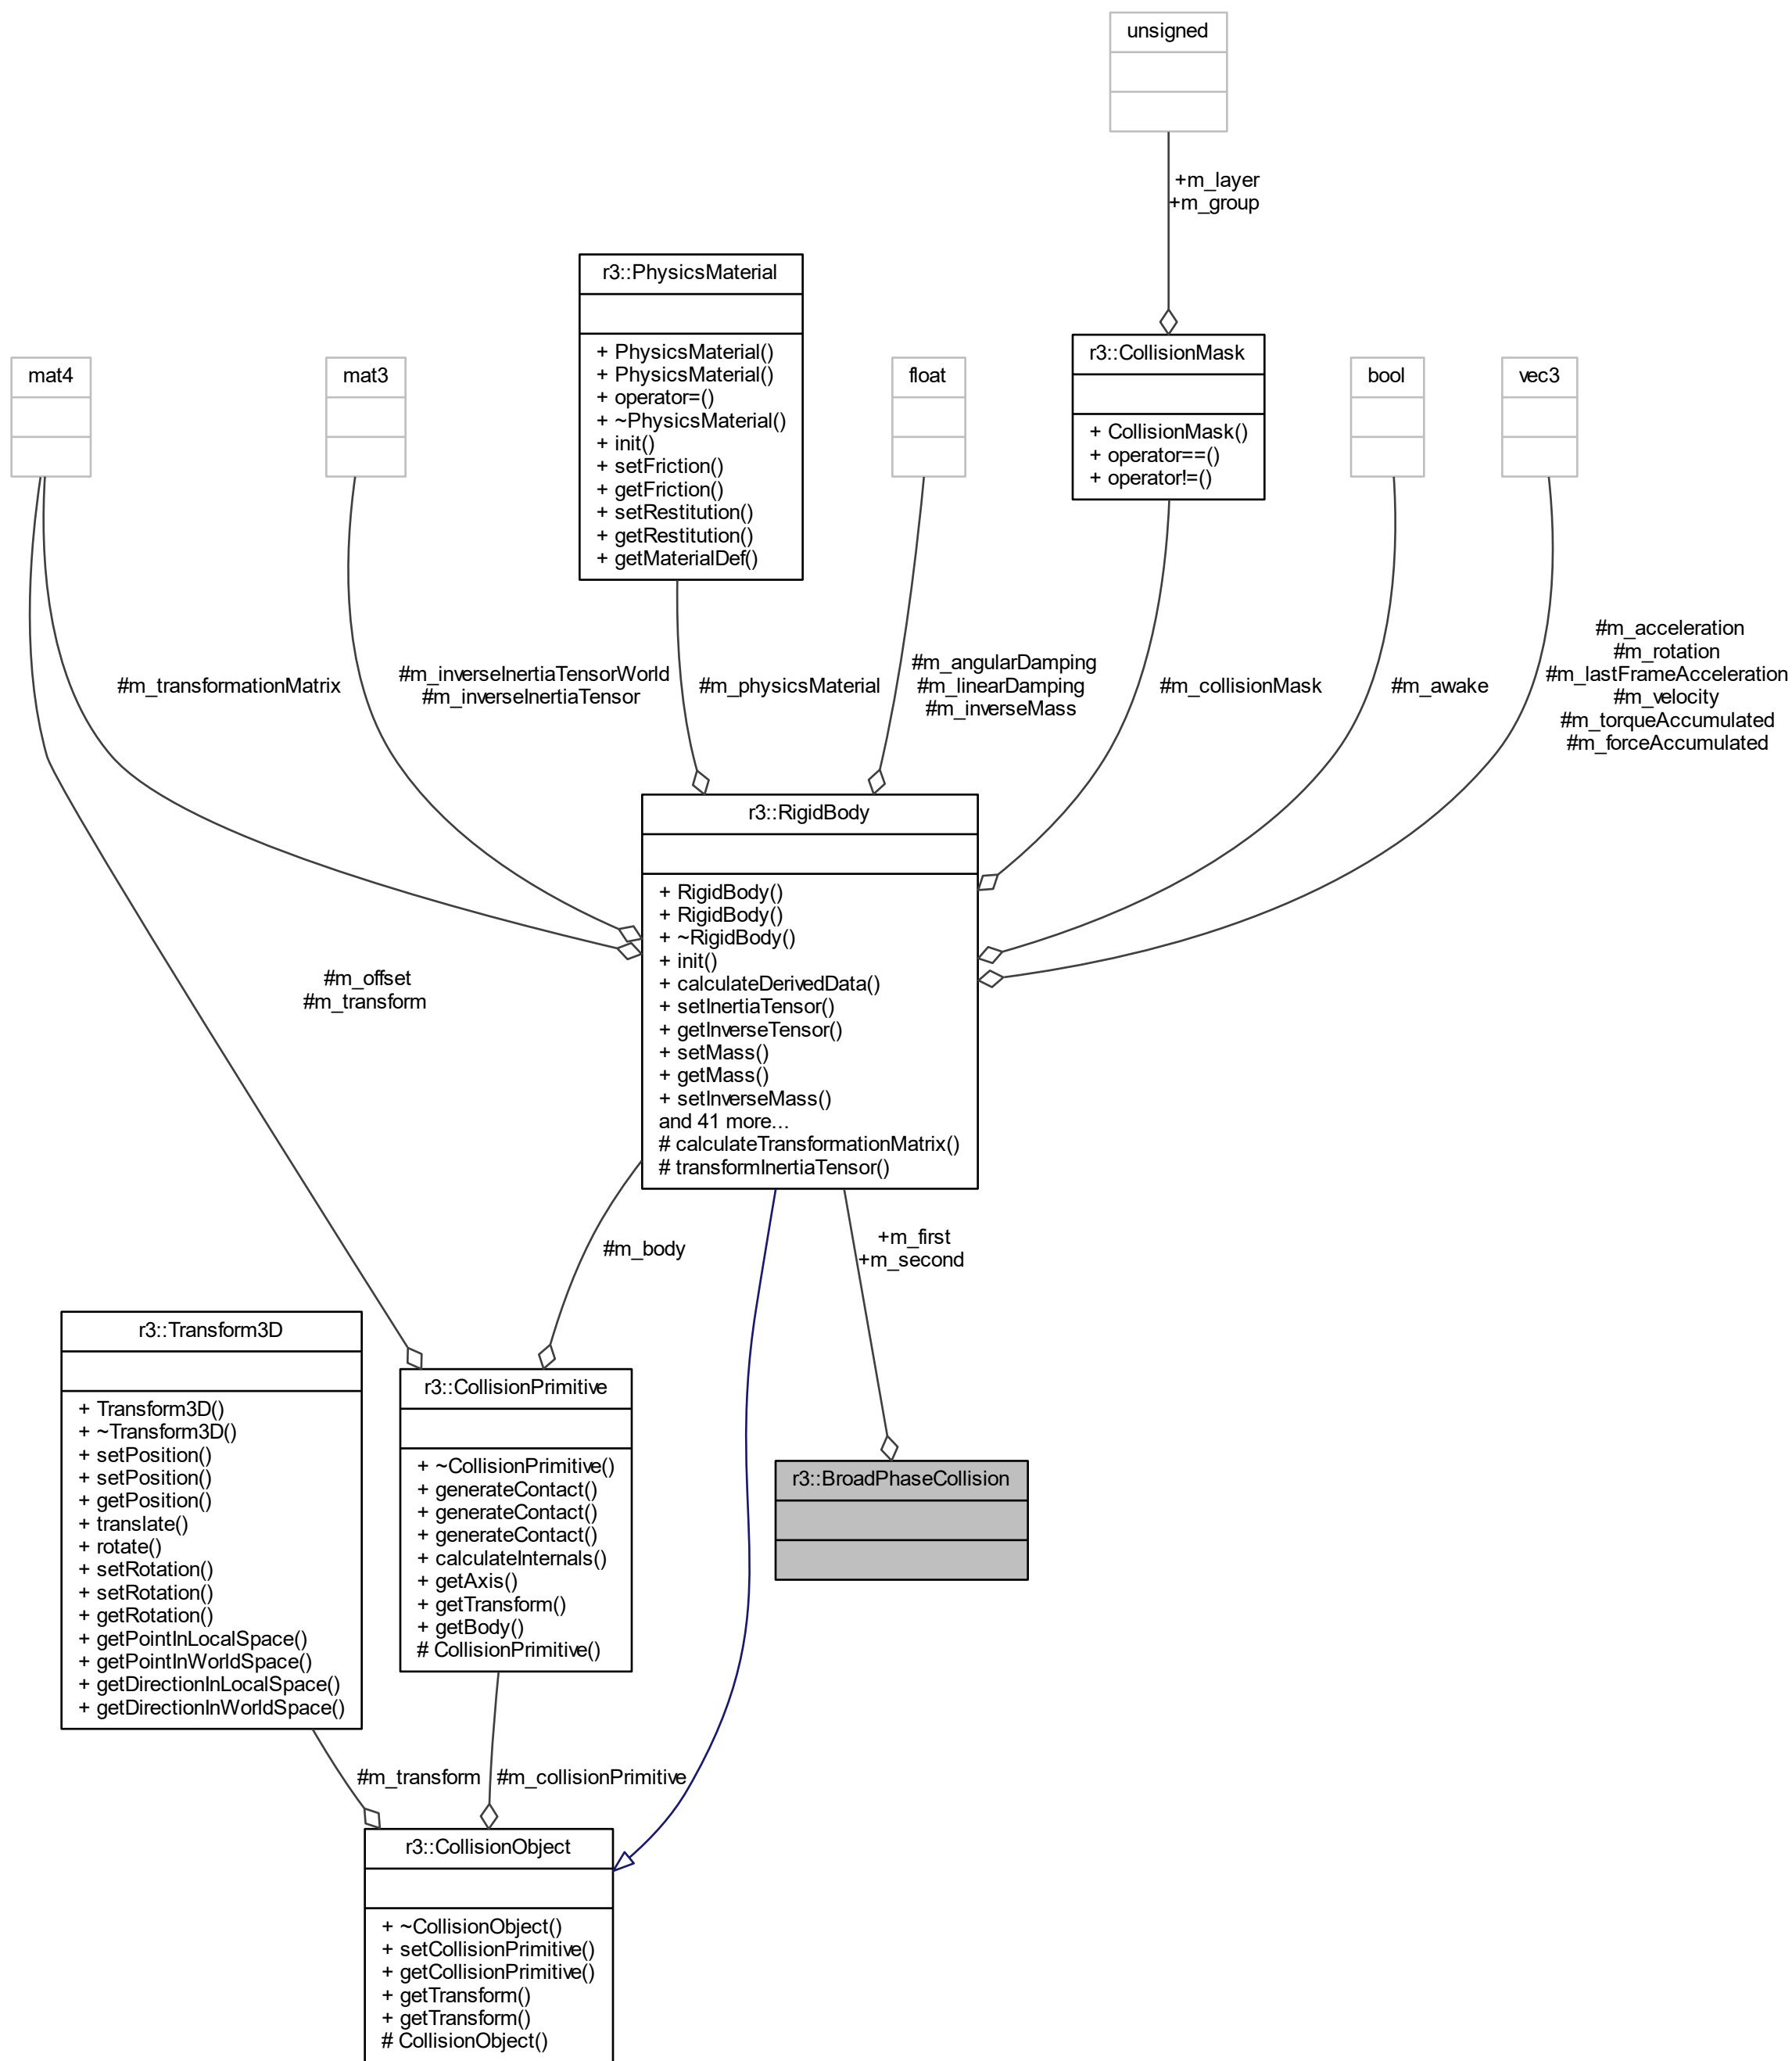 unsigned
+m_layer
+m_group
r3::PhysicsMaterial
+ PhysicsMaterial()
+ PhysicsMaterial()
+ operator=()
+ ~PhysicsMaterial()
+ init()
+ setFriction()
+ getFriction()
+ setRestitution()
+ getRestitution()
+ getMaterialDef()
r3::CollisionMask
+ CollisionMask()
+ operator==()
+ operator!=()
mat4
mat3
float
bool
vec3
#m_transformationMatrix
#m_inverseInertiaTensorWorld
#m_inverseInertiaTensor
#m_physicsMaterial
#m_angularDamping
#m_linearDamping
#m_inverseMass
#m_collisionMask
#m_awake
#m_acceleration
#m_rotation
#m_lastFrameAcceleration
#m_velocity
#m_torqueAccumulated
#m_forceAccumulated
r3::RigidBody
+ RigidBody()
+ RigidBody()
+ ~RigidBody()
+ init()
+ calculateDerivedData()
+ setInertiaTensor()
+ getInverseTensor()
+ setMass()
+ getMass()
+ setInverseMass()
and 41 more...
# calculateTransformationMatrix()
# transformInertiaTensor()
#m_offset
#m_transform
#m_body
+m_first
+m_second
r3::Transform3D
+ Transform3D()
+ ~Transform3D()
+ setPosition()
+ setPosition()
+ getPosition()
+ translate()
+ rotate()
+ setRotation()
+ setRotation()
+ getRotation()
+ getPointInLocalSpace()
+ getPointInWorldSpace()
+ getDirectionInLocalSpace()
+ getDirectionInWorldSpace()
r3::CollisionPrimitive
+ ~CollisionPrimitive()
+ generateContact()
+ generateContact()
+ generateContact()
+ calculateInternals()
+ getAxis()
+ getTransform()
+ getBody()
# CollisionPrimitive()
r3::BroadPhaseCollision
#m_transform
#m_collisionPrimitive
r3::CollisionObject
+ ~CollisionObject()
+ setCollisionPrimitive()
+ getCollisionPrimitive()
+ getTransform()
+ getTransform()
# CollisionObject()